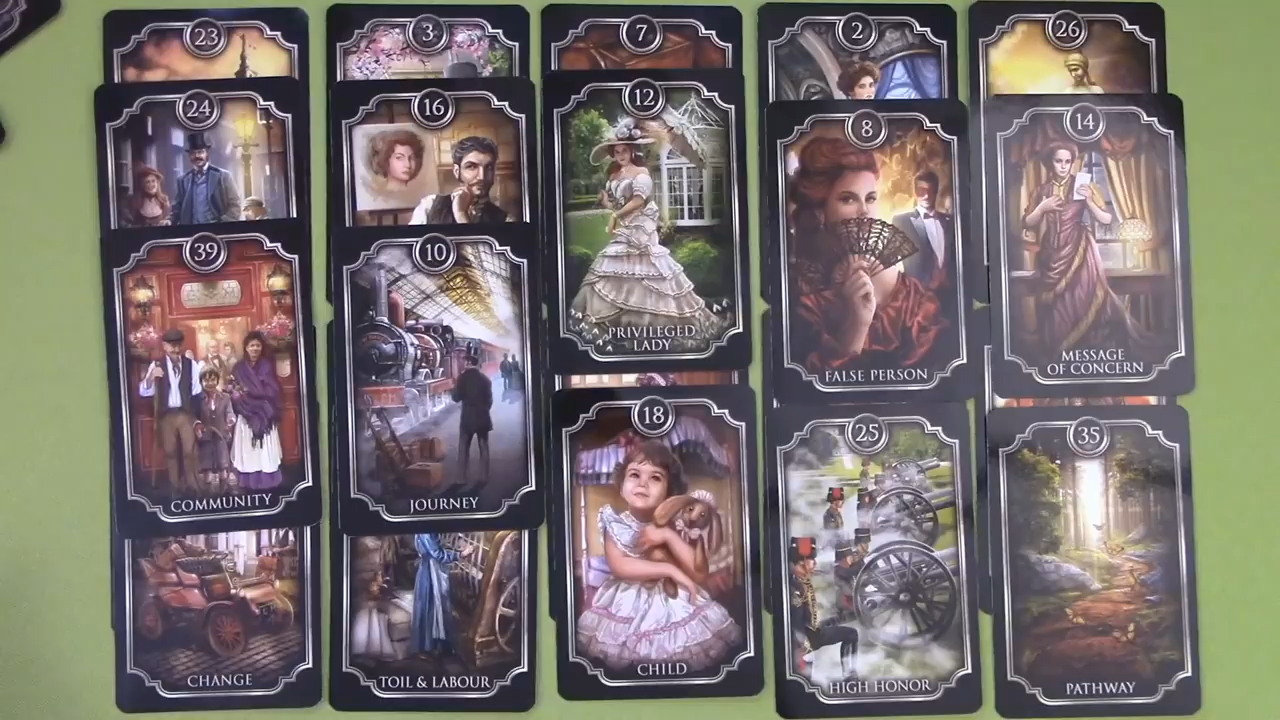 23
3
7
2
26
24
16
12
PRIVILEGED
LADY
8
FALSE PERSON
14
MESSAGE
OF CONCERN
39
COMMUNITY
10
JOURNEY
18
CHILD
25
HIGH HONOR
35
PATHWAY
CHANGE
TOIL & LABOUR